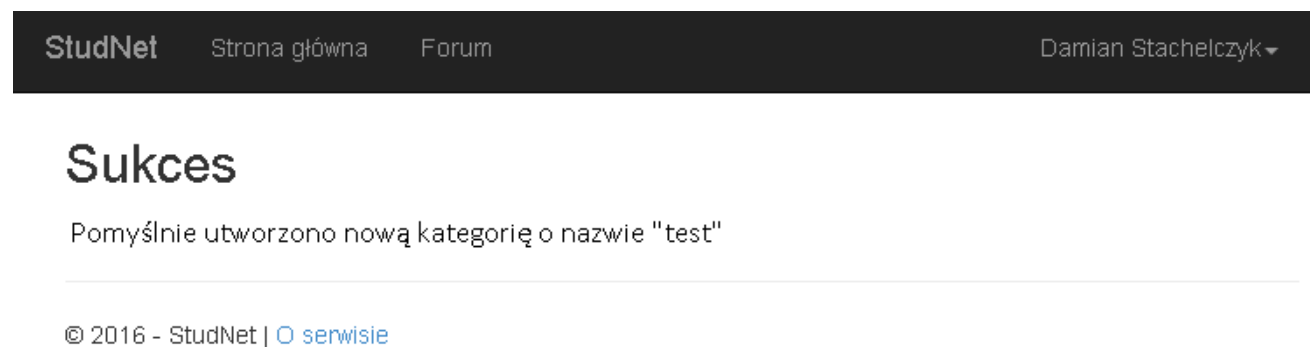 StudNet Strona główna Forum Damian Stachelczyk
Sukces
Pomyślnie utworzono nową kategorię o nazwie "test"
© 2016 - StudNet | O serwisie